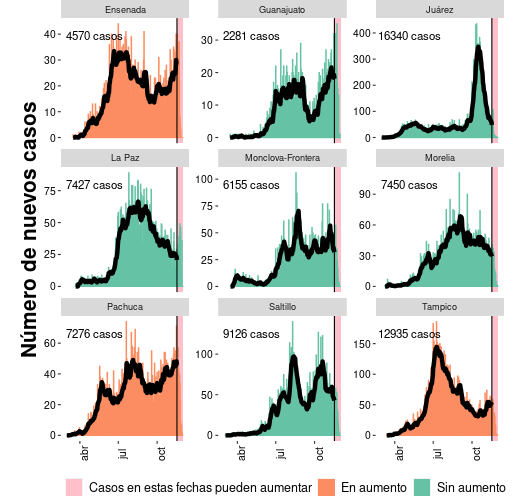 Número de nuevos casos
Ensenada
4570 casos
40
30
20
10
0
Guanajuato
2281 casos
30
20
10
0
Juárez
16340 casos
400
300
200
100
0
La Paz
7427 casos
75
50
25
0
Monclova-Frontera
6155 casos
100
75
50
25
0
Morelia
7450 casos
90
60
30
0
Pachuca
7276 casos
60
40
20
0
Saltillo
9126 casos
100
50
0
Tampico
12935 casos
150
100
50
0
abr
jul
oct
abr
jul
oct
abr
jul
oct
Casos en estas fechas pueden aumentar
En aumento
Sin aumento